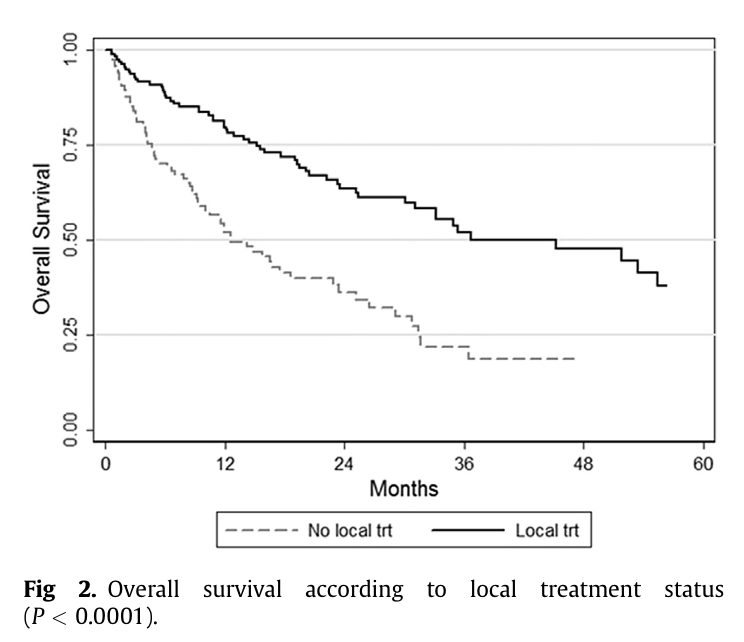 1.00
0.75
0.50
0.25
0.00
Overall Survival
0 12 24 36 48 60
Months
No local trt Local trt
Fig 2. Overall survival according to local treatment status
(P < 0.0001).